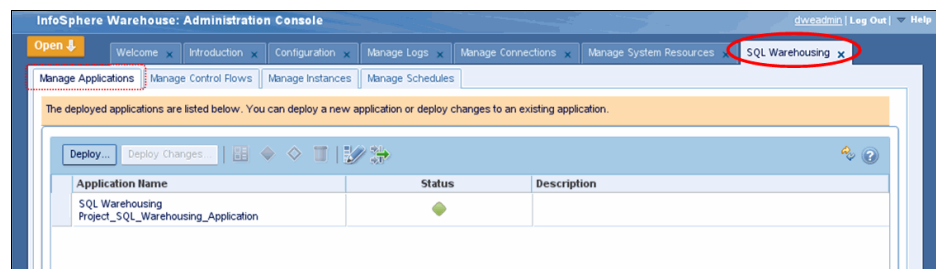 InfoSphere Warehouse: Administration Console
dweadmin | Log Out | Help
Open
Welcome x Introduction x Configuration x Manage Logs x Manage Connections x Manage System Resources x SQL Warehousing x
Manage Applications Manage Control Flows Manage Instances Manage Schedules
The deployed applications are listed below. You can deploy a new application or deploy changes to an existing application.
Deploy... Deploy Changes...
Application Name Status Description
SQL Warehousing
Project_SQL_Warehousing_Application